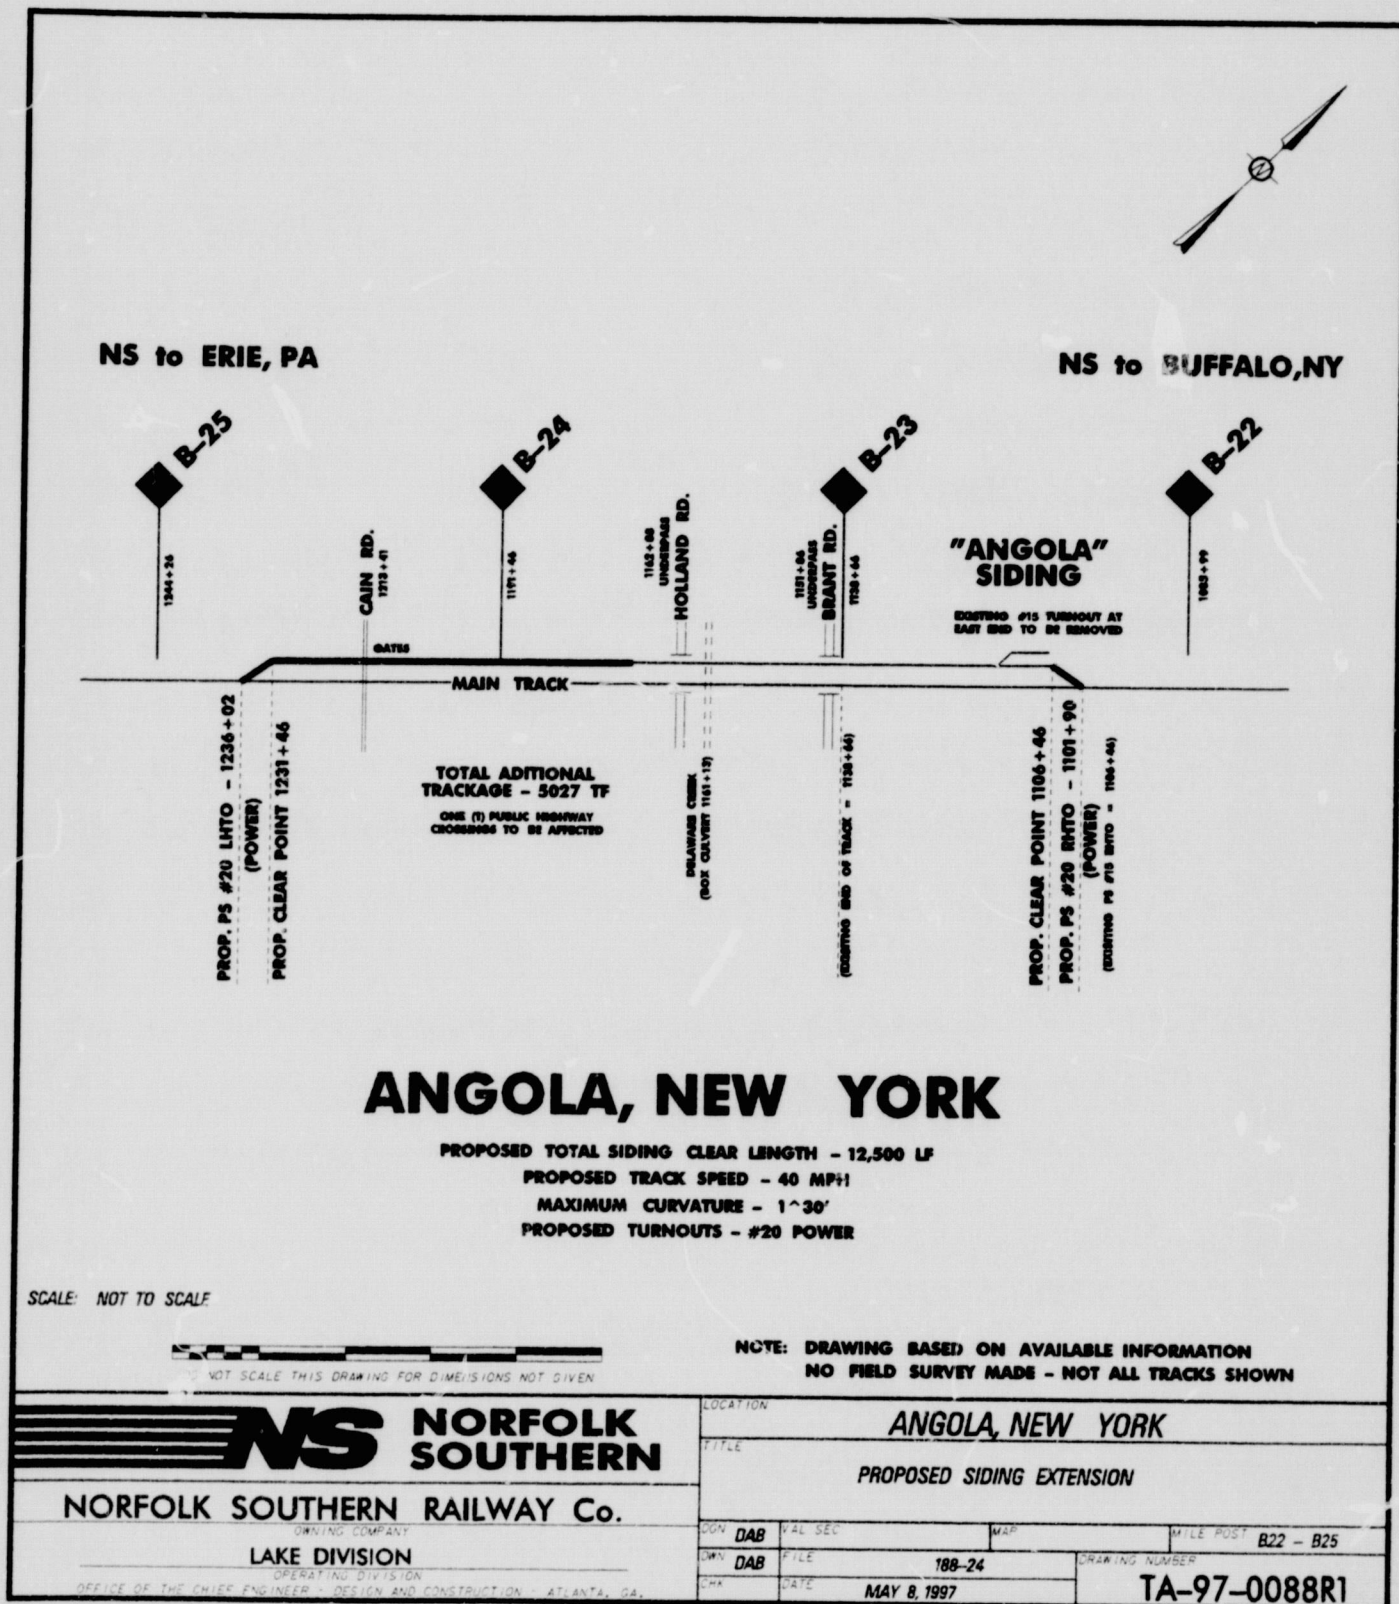 NS to ERIE, PA
NS to BUFFALO,NY
B-25
B-24
B-23
B-22
1244+26
CAIN RD.
1213+41
1191+46
1162+88
UNDERPASS
HOLLAND RD.
1151+86
UNDERPASS
BRANT RD.
1138+66
"ANGOLA"
SIDING
EXISTING #15 TURNOUT AT
EAST END TO BE REMOVED
1085+99
GATES
MAIN TRACK
PROP. PS #20 LHTO - 1236+02
(POWER)
PROP. CLEAR POINT 1231+46
TOTAL ADITIONAL
TRACKAGE - 5027 TF
ONE (1) PUBLIC HIGHWAY
CROSSINGS TO BE AFFECTED
DELAWARE CREEK
(BOX CULVERT 1161+12)
(EXISTING END OF TRACK = 1138+66)
PROP. CLEAR POINT 1106+46
PROP. PS #20 RHTO - 1101+90
(POWER)
(EXISTING PS #15 RHTO = 1106+46)
ANGOLA, NEW YORK
PROPOSED TOTAL SIDING CLEAR LENGTH - 12,500 LF
PROPOSED TRACK SPEED - 40 MPH
MAXIMUM CURVATURE - 1^30'
PROPOSED TURNOUTS - #20 POWER
SCALE: NOT TO SCALE
NOT SCALE THIS DRAWING FOR DIMENSIONS NOT GIVEN
NOTE: DRAWING BASED ON AVAILABLE INFORMATION
NO FIELD SURVEY MADE - NOT ALL TRACKS SHOWN
NS NORFOLK
SOUTHERN
NORFOLK SOUTHERN RAILWAY Co.
OWNING COMPANY
LAKE DIVISION
OPERATING DIVISION
OFFICE OF THE CHIEF ENGINEER - DESIGN AND CONSTRUCTION - ATLANTA, GA.
LOCATION
ANGOLA, NEW YORK
TITLE
PROPOSED SIDING EXTENSION
DGN DAB
VAL SEC
MAP
MILE POST B22 - B25
DWN DAB
FILE 188-24
DRAWING NUMBER
TA-97-0088R1
CHK
DATE MAY 8, 1997